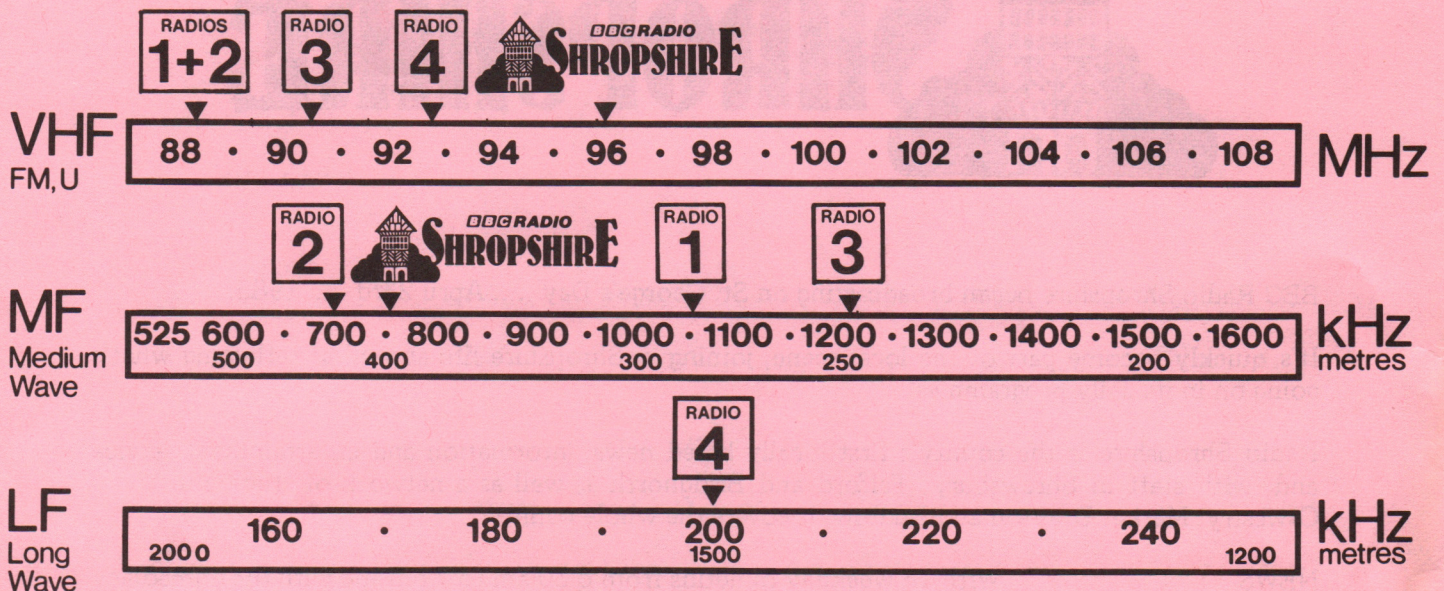 RADIOS RADIO RADIO BBC RADIO
1+2 3 4 SHROPSHIRE
VHF 88 · 90 · 92 · 94 · 96 · 98 · 100 · 102 · 104 · 106 · 108 MHz
FM,U
RADIO BBC RADIO RADIO RADIO
2 SHROPSHIRE 1 3
MF 525 600 · 700 · 800 · 900 · 1000 · 1100 · 1200 · 1300 · 1400 · 1500 · 1600 kHz
Medium 500 400 300 250 200 metres
Wave
RADIO
4
LF 160 · 180 · 200 · 220 · 240 kHz
Long 2000 1500 1200 metres
Wave